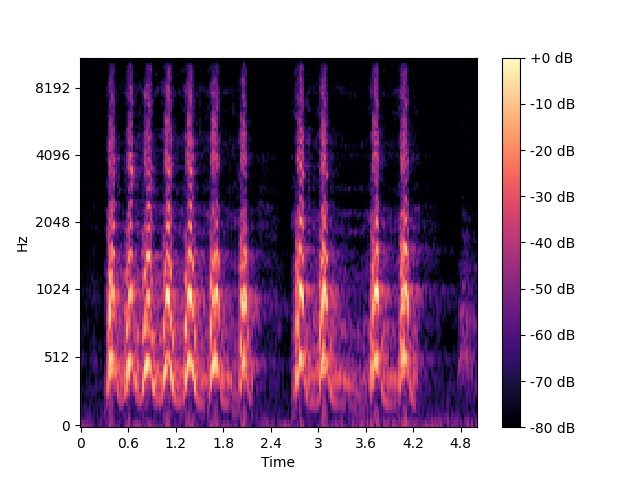 8192
4096
2048
1024
512
0
Hz
0 0.6 1.2 1.8 2.4 3 3.6 4.2 4.8
Time
+0 dB
-10 dB
-20 dB
-30 dB
-40 dB
-50 dB
-60 dB
-70 dB
-80 dB